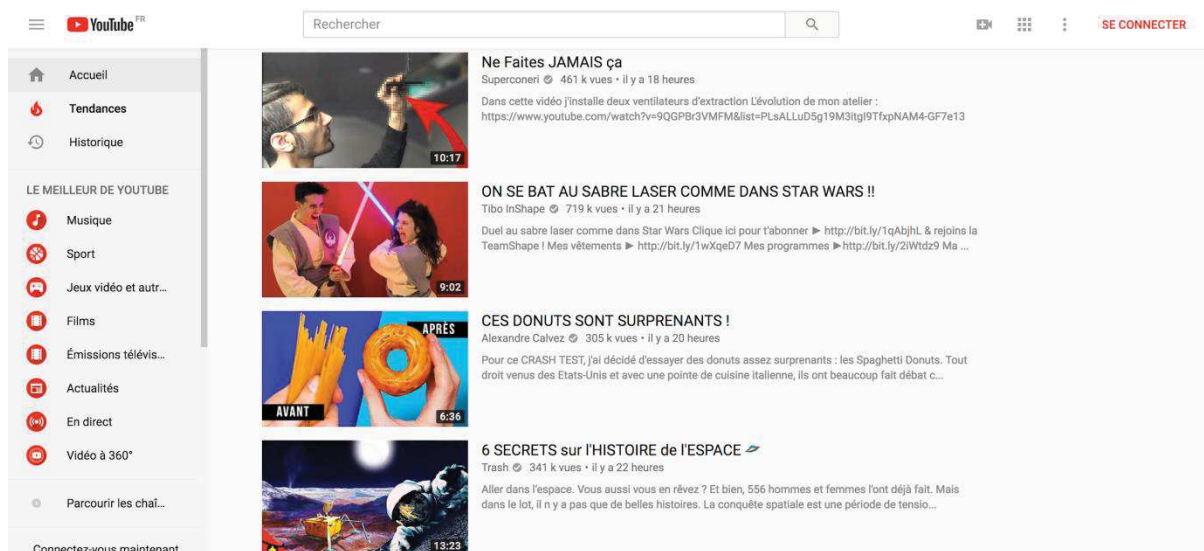 YouTube FR
Rechercher
SE CONNECTER
Accueil
Tendances
Historique
LE MEILLEUR DE YOUTUBE
Musique
Sport
Jeux vidéo et autr...
Films
Émissions télévis...
Actualités
En direct
Vidéo à 360°
Parcourir les chaî...
Connectez-vous maintenant
10:17
Ne Faites JAMAIS ça
Superconeri 461 k vues • il y a 18 heures
Dans cette vidéo j'installe deux ventilateurs d'extraction L'évolution de mon atelier :
https://www.youtube.com/watch?v=9QGPBr3VMFM&list=PLsALLuD5g19M3itgI9TfxpNAM4-GF7e13
9:02
ON SE BAT AU SABRE LASER COMME DANS STAR WARS !!
Tibo InShape 719 k vues • il y a 21 heures
Duel au sabre laser comme dans Star Wars Clique ici pour t'abonner ► http://bit.ly/1qAbjhL & rejoins la
TeamShape ! Mes vêtements ► http://bit.ly/1wXqeD7 Mes programmes ►http://bit.ly/2iWtdz9 Ma ...
APRÈS
AVANT
6:36
CES DONUTS SONT SURPRENANTS !
Alexandre Calvez 305 k vues • il y a 20 heures
Pour ce CRASH TEST, j'ai décidé d'essayer des donuts assez surprenants : les Spaghetti Donuts. Tout
droit venus des Etats-Unis et avec une pointe de cuisine italienne, ils ont beaucoup fait débat c...
13:23
6 SECRETS sur l'HISTOIRE de l'ESPACE
Trash 341 k vues • il y a 22 heures
Aller dans l'espace. Vous aussi vous en rêvez ? Et bien, 556 hommes et femmes l'ont déjà fait. Mais
dans le lot, il n y a pas que de belles histoires. La conquête spatiale est une période de tensio...